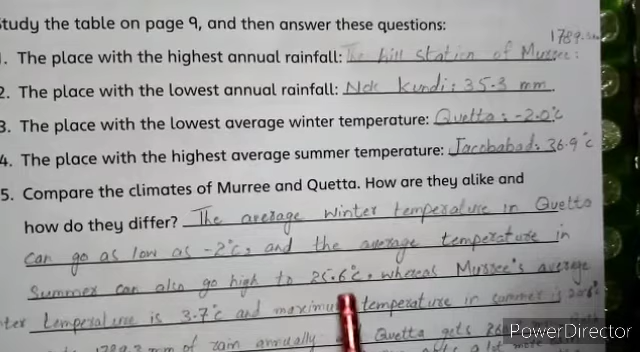 Study the table on page 9, and then answer these questions:
1. The place with the highest annual rainfall: The hill station of Murree:
2. The place with the lowest annual rainfall: Nok Kundi: 35.3 mm
3. The place with the lowest average winter temperature: Quetta: -2.0°c
4. The place with the highest average summer temperature: Jacobabad: 36.9°c
5. Compare the climates of Murree and Quetta. How are they alike and
how do they differ? The average winter temperature in Quetta
can go as low as -2°c, and the average temperature in
Summer can also go high to 25.6°c. whereas Murree's average
temperature is 3.7°c and maximum temperature in summer is
mm of rain annually. Quetta gets
PowerDirector